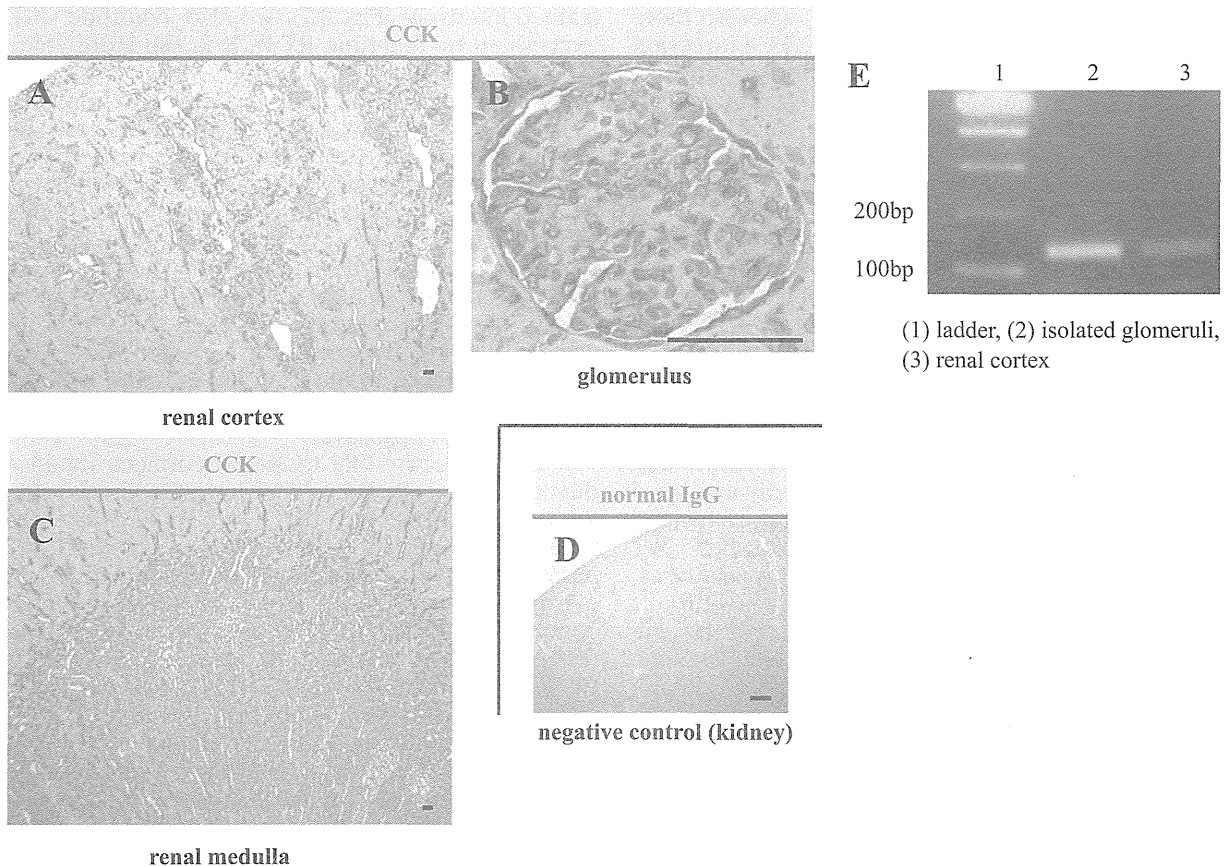 CCK
A
B
renal cortex
glomerulus
CCK
C
renal medulla
normal IgG
D
negative control (kidney)
E
1 2 3
200bp
100bp
(1) ladder, (2) isolated glomeruli,
(3) renal cortex